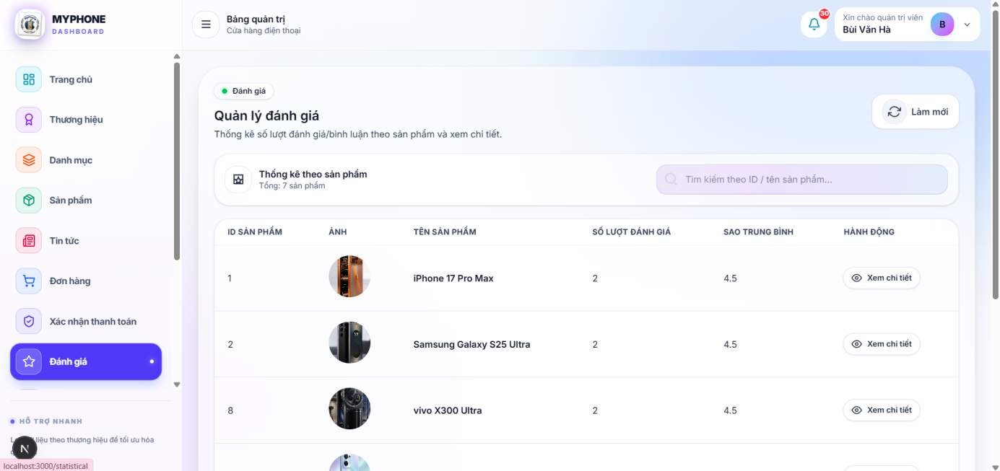 MYPHONE
DASHBOARD
Bảng quản trị
Cửa hàng điện thoại
30
Xin chào quản trị viên
Bùi Văn Hà
B
Trang chủ
Thương hiệu
Danh mục
Sản phẩm
Tin tức
Đơn hàng
Xác nhận thanh toán
Đánh giá
HỖ TRỢ NHANH
liệu theo thương hiệu để tối ưu hóa
N
localhost:3000/statistical
Đánh giá
Quản lý đánh giá
Thống kê số lượt đánh giá/bình luận theo sản phẩm và xem chi tiết.
Làm mới
Thống kê theo sản phẩm
Tổng: 7 sản phẩm
Tìm kiếm theo ID / tên sản phẩm...
ID SẢN PHẨM ẢNH TÊN SẢN PHẨM SỐ LƯỢT ĐÁNH GIÁ SAO TRUNG BÌNH HÀNH ĐỘNG
1 iPhone 17 Pro Max 2 4.5 Xem chi tiết
2 Samsung Galaxy S25 Ultra 2 4.5 Xem chi tiết
8 vivo X300 Ultra 2 4.5 Xem chi tiết